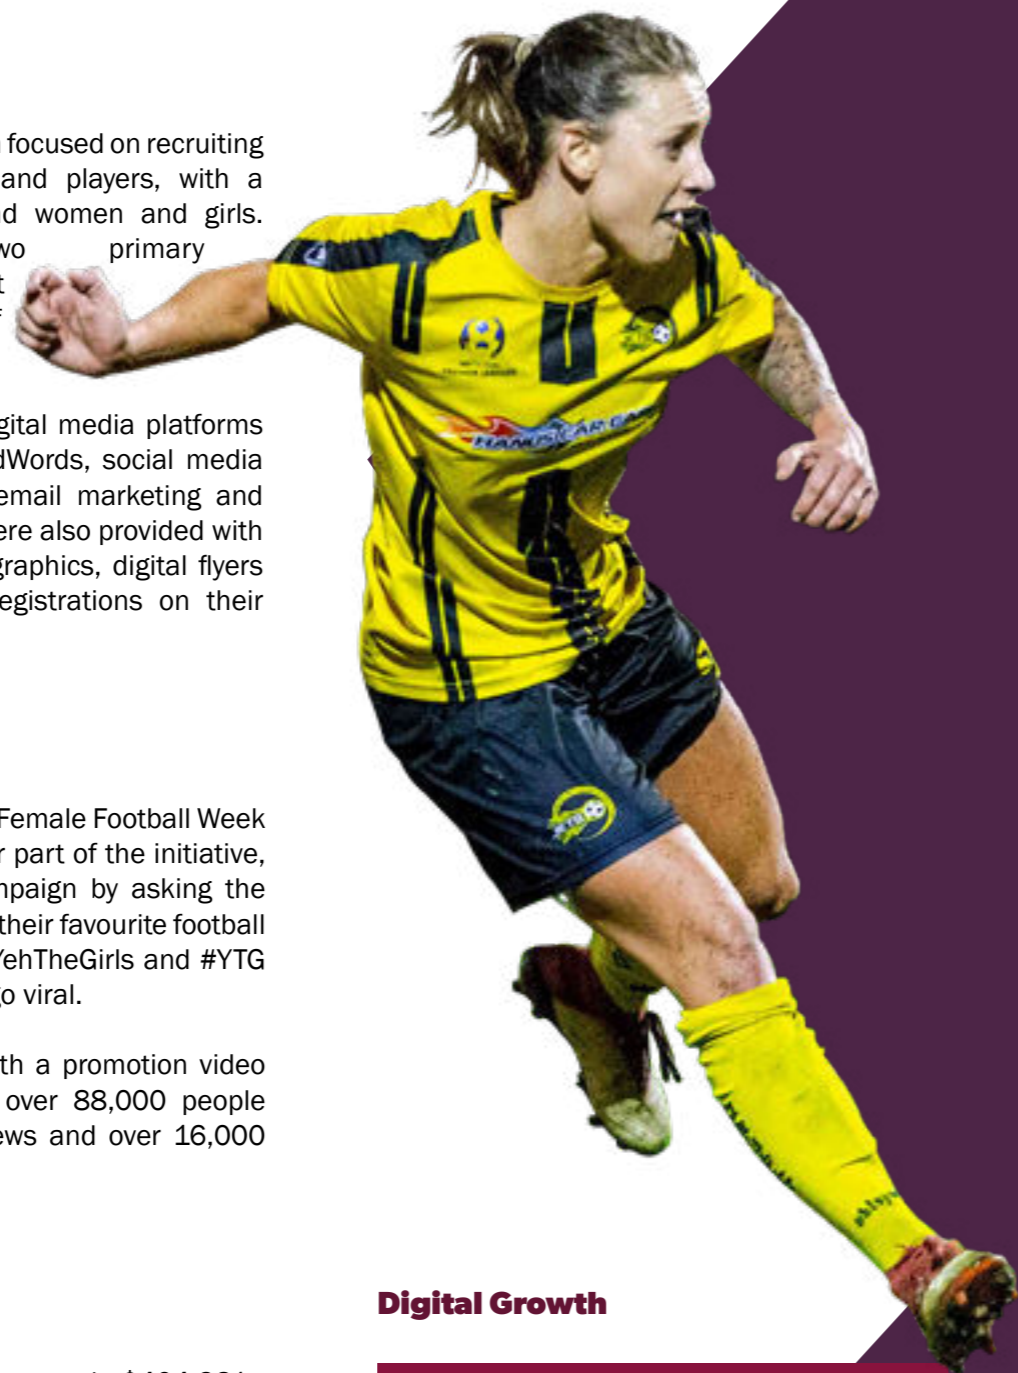 focused on recruiting
and players, with a
women and girls.
primary
gital media platforms
dWords, social media
email marketing and
ere also provided with
graphics, digital flyers
egistrations on their
Female Football Week
r part of the initiative,
mpaign by asking the
their favourite football
YehTheGirls and #YTG
go viral.
th a promotion video
over 88,000 people
ews and over 16,000
Digital Growth